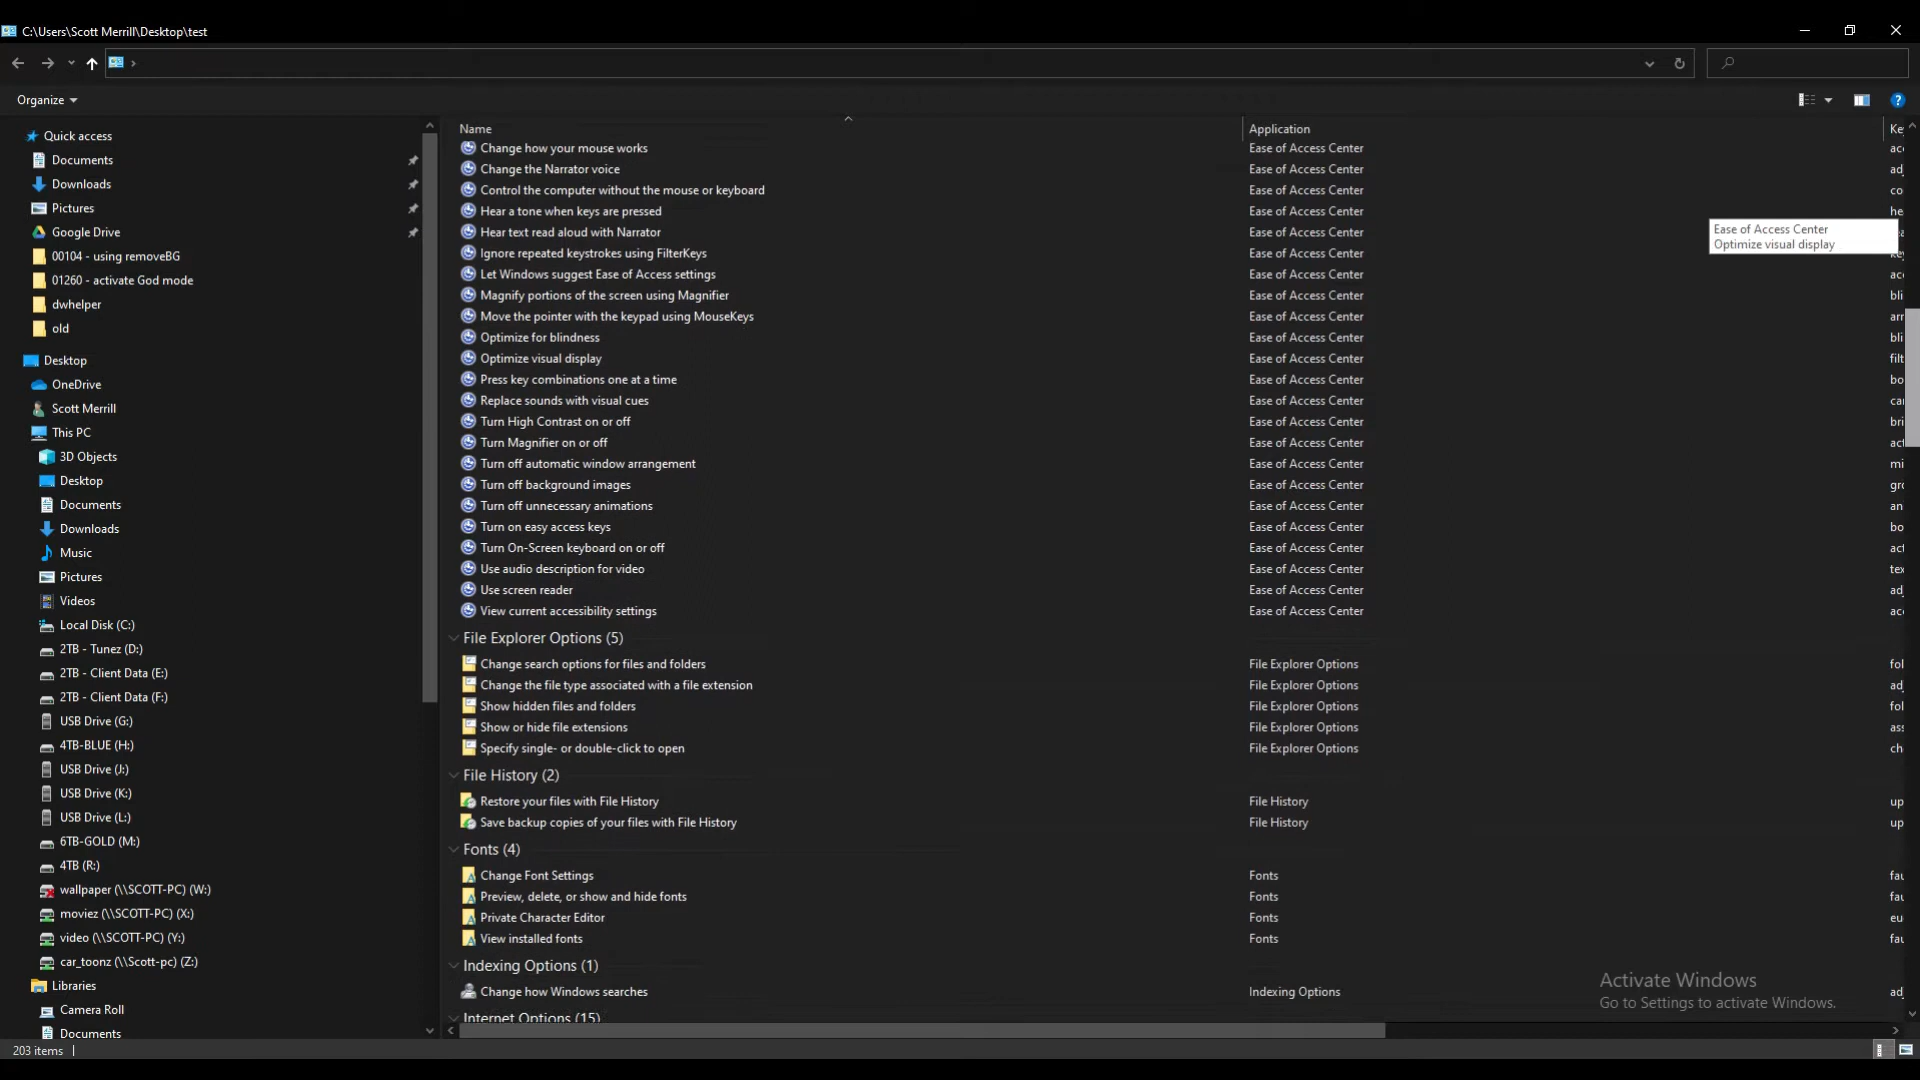 C:\Users\Scott Merrill\Desktop\test
Organize
Quick access
Documents
Downloads
Pictures
Google Drive
00104 - using removeBG
01260 - activate God mode
dwhelper
old
Desktop
OneDrive
Scott Merrill
This PC
3D Objects
Desktop
Documents
Downloads
Music
Pictures
Videos
Local Disk (C:)
2TB - Tunez (D:)
2TB - Client Data (E:)
2TB - Client Data (F:)
USB Drive (G:)
4TB-BLUE (H:)
USB Drive (J:)
USB Drive (K:)
USB Drive (L:)
6TB-GOLD (M:)
4TB (R:)
wallpaper (\\SCOTT-PC) (W:)
moviez (\\SCOTT-PC) (X:)
video (\\SCOTT-PC) (Y:)
car_toonz (\\Scott-pc) (Z:)
Libraries
Camera Roll
Documents
Name Application
Change how your mouse works Ease of Access Center
Change the Narrator voice Ease of Access Center
Control the computer without the mouse or keyboard Ease of Access Center co
Hear a tone when keys are pressed Ease of Access Center he
Hear text read aloud with Narrator Ease of Access Center
Ignore repeated keystrokes using FilterKeys Ease of Access Center
Let Windows suggest Ease of Access settings Ease of Access Center
Magnify portions of the screen using Magnifier Ease of Access Center bli
Move the pointer with the keypad using MouseKeys Ease of Access Center
Optimize for blindness Ease of Access Center bli
Optimize visual display Ease of Access Center filt
Press key combinations one at a time Ease of Access Center bo
Replace sounds with visual cues Ease of Access Center
Turn High Contrast on or off Ease of Access Center bri
Turn Magnifier on or off Ease of Access Center
Turn off automatic window arrangement Ease of Access Center mi
Turn off background images Ease of Access Center
Turn off unnecessary animations Ease of Access Center an
Turn on easy access keys Ease of Access Center bo
Turn On-Screen keyboard on or off Ease of Access Center
Use audio description for video Ease of Access Center
Use screen reader Ease of Access Center
View current accessibility settings Ease of Access Center
File Explorer Options (5)
Change search options for files and folders File Explorer Options fol
Change the file type associated with a file extension File Explorer Options
Show hidden files and folders File Explorer Options fol
Show or hide file extensions File Explorer Options
Specify single- or double-click to open File Explorer Options ch
File History (2)
Restore your files with File History File History up
Save backup copies of your files with File History File History up
Fonts (4)
Change Font Settings Fonts
Preview, delete, or show and hide fonts Fonts
Private Character Editor Fonts eu
View installed fonts Fonts
Indexing Options (1)
Change how Windows searches Indexing Options
Internet Options (15)
Ease of Access Center
Optimize visual display
Activate Windows
Go to Settings to activate Windows.
203 items